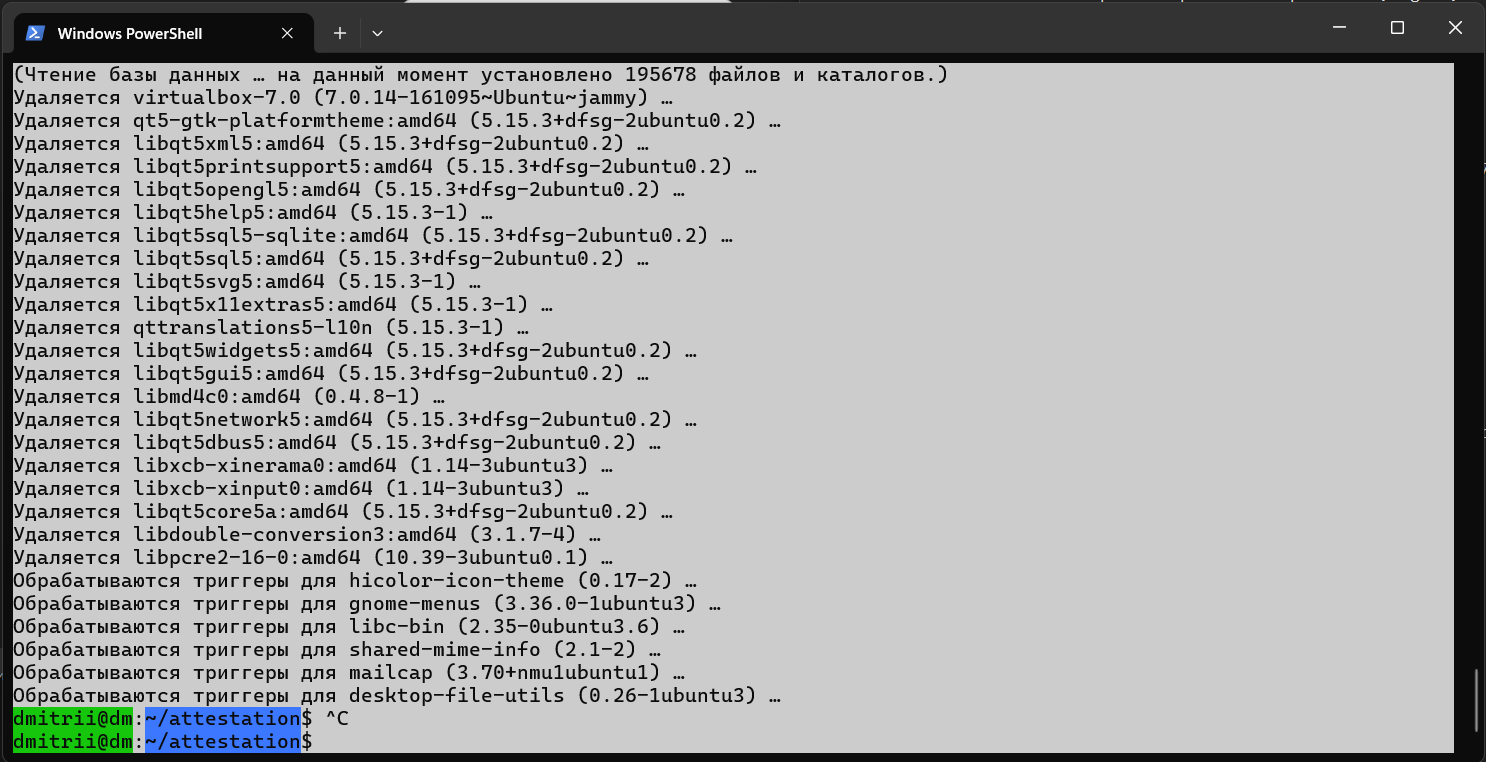 Windows PowerShell
(Чтение базы данных … на данный момент установлено 195678 файлов и каталогов.)
Удаляется virtualbox-7.0 (7.0.14-161095~Ubuntu~jammy) …
Удаляется qt5-gtk-platformtheme:amd64 (5.15.3+dfsg-2ubuntu0.2) …
Удаляется libqt5xml5:amd64 (5.15.3+dfsg-2ubuntu0.2) …
Удаляется libqt5printsupport5:amd64 (5.15.3+dfsg-2ubuntu0.2) …
Удаляется libqt5opengl5:amd64 (5.15.3+dfsg-2ubuntu0.2) …
Удаляется libqt5help5:amd64 (5.15.3-1) …
Удаляется libqt5sql5-sqlite:amd64 (5.15.3+dfsg-2ubuntu0.2) …
Удаляется libqt5sql5:amd64 (5.15.3+dfsg-2ubuntu0.2) …
Удаляется libqt5svg5:amd64 (5.15.3-1) …
Удаляется libqt5x11extras5:amd64 (5.15.3-1) …
Удаляется qttranslations5-l10n (5.15.3-1) …
Удаляется libqt5widgets5:amd64 (5.15.3+dfsg-2ubuntu0.2) …
Удаляется libqt5gui5:amd64 (5.15.3+dfsg-2ubuntu0.2) …
Удаляется libmd4c0:amd64 (0.4.8-1) …
Удаляется libqt5network5:amd64 (5.15.3+dfsg-2ubuntu0.2) …
Удаляется libqt5dbus5:amd64 (5.15.3+dfsg-2ubuntu0.2) …
Удаляется libxcb-xinerama0:amd64 (1.14-3ubuntu3) …
Удаляется libxcb-xinput0:amd64 (1.14-3ubuntu3) …
Удаляется libqt5core5a:amd64 (5.15.3+dfsg-2ubuntu0.2) …
Удаляется libdouble-conversion3:amd64 (3.1.7-4) …
Удаляется libpcre2-16-0:amd64 (10.39-3ubuntu0.1) …
Обрабатываются триггеры для hicolor-icon-theme (0.17-2) …
Обрабатываются триггеры для gnome-menus (3.36.0-1ubuntu3) …
Обрабатываются триггеры для libc-bin (2.35-0ubuntu3.6) …
Обрабатываются триггеры для shared-mime-info (2.1-2) …
Обрабатываются триггеры для mailcap (3.70+nmu1ubuntu1) …
Обрабатываются триггеры для desktop-file-utils (0.26-1ubuntu3) …
dmitrii@dm:~/attestation$ ^C
dmitrii@dm:~/attestation$